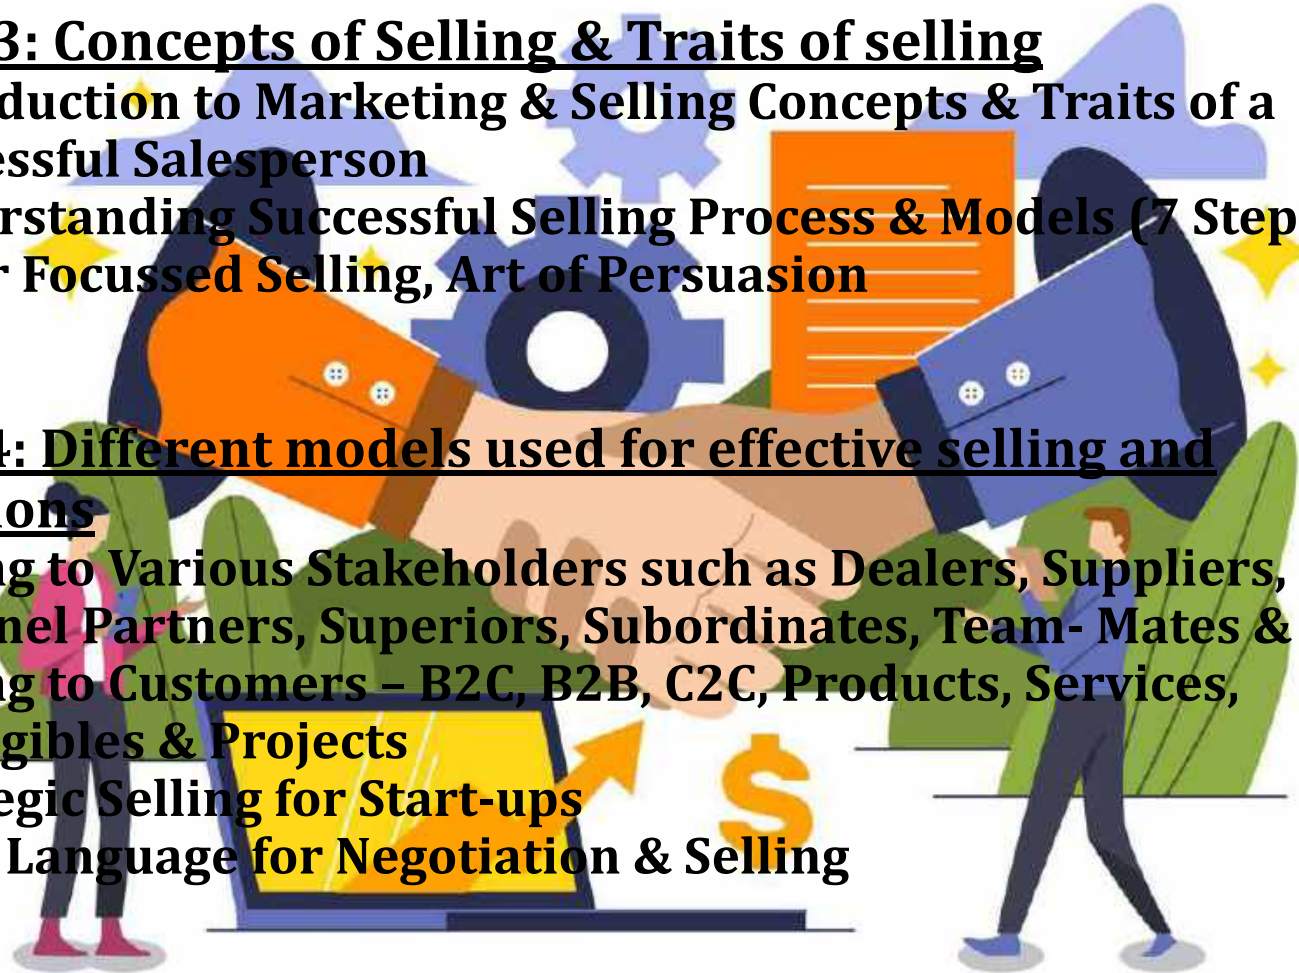 3: Concepts of Selling & Traits of selling
duction to Marketing & Selling Concepts & Traits of a
essful Salesperson
rstanding Successful Selling Process & Models (7 Step
r Focussed Selling, Art of Persuasion
4: Different models used for effective selling and
ions
ng to Various Stakeholders such as Dealers, Suppliers,
nel Partners, Superiors, Subordinates, Team- Mates &
ng to Customers – B2C, B2B, C2C, Products, Services,
gibles & Projects
egic Selling for Start-ups
Language for Negotiation & Selling
$